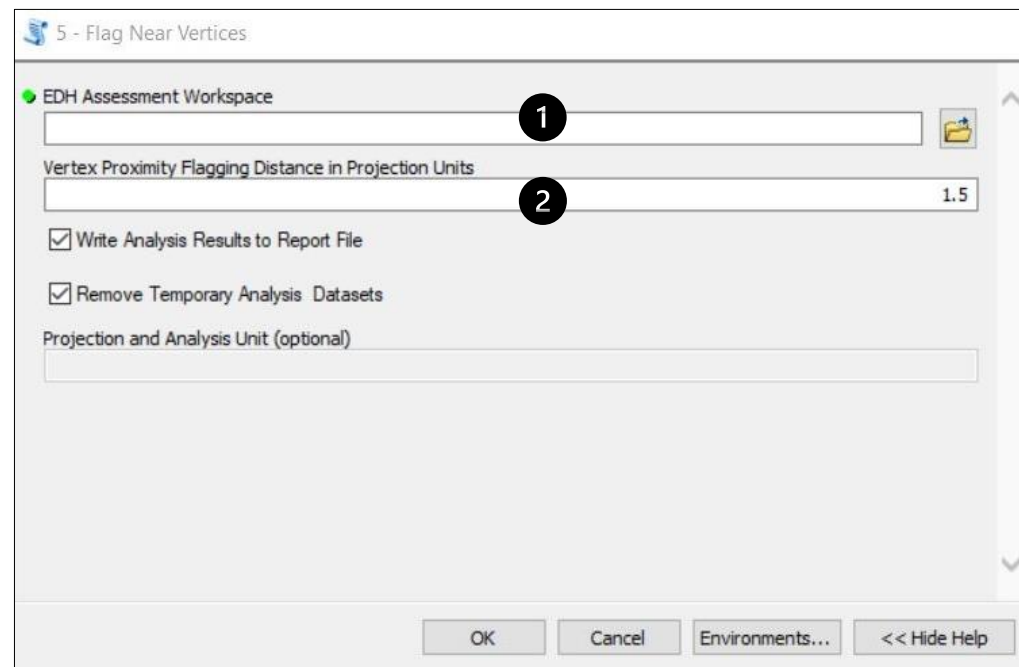 5 - Flag Near Vertices
EDH Assessment Workspace
1
Vertex Proximity Flagging Distance in Projection Units
2 1.5
Write Analysis Results to Report File
Remove Temporary Analysis Datasets
Projection and Analysis Unit (optional)
OK Cancel Environments... << Hide Help